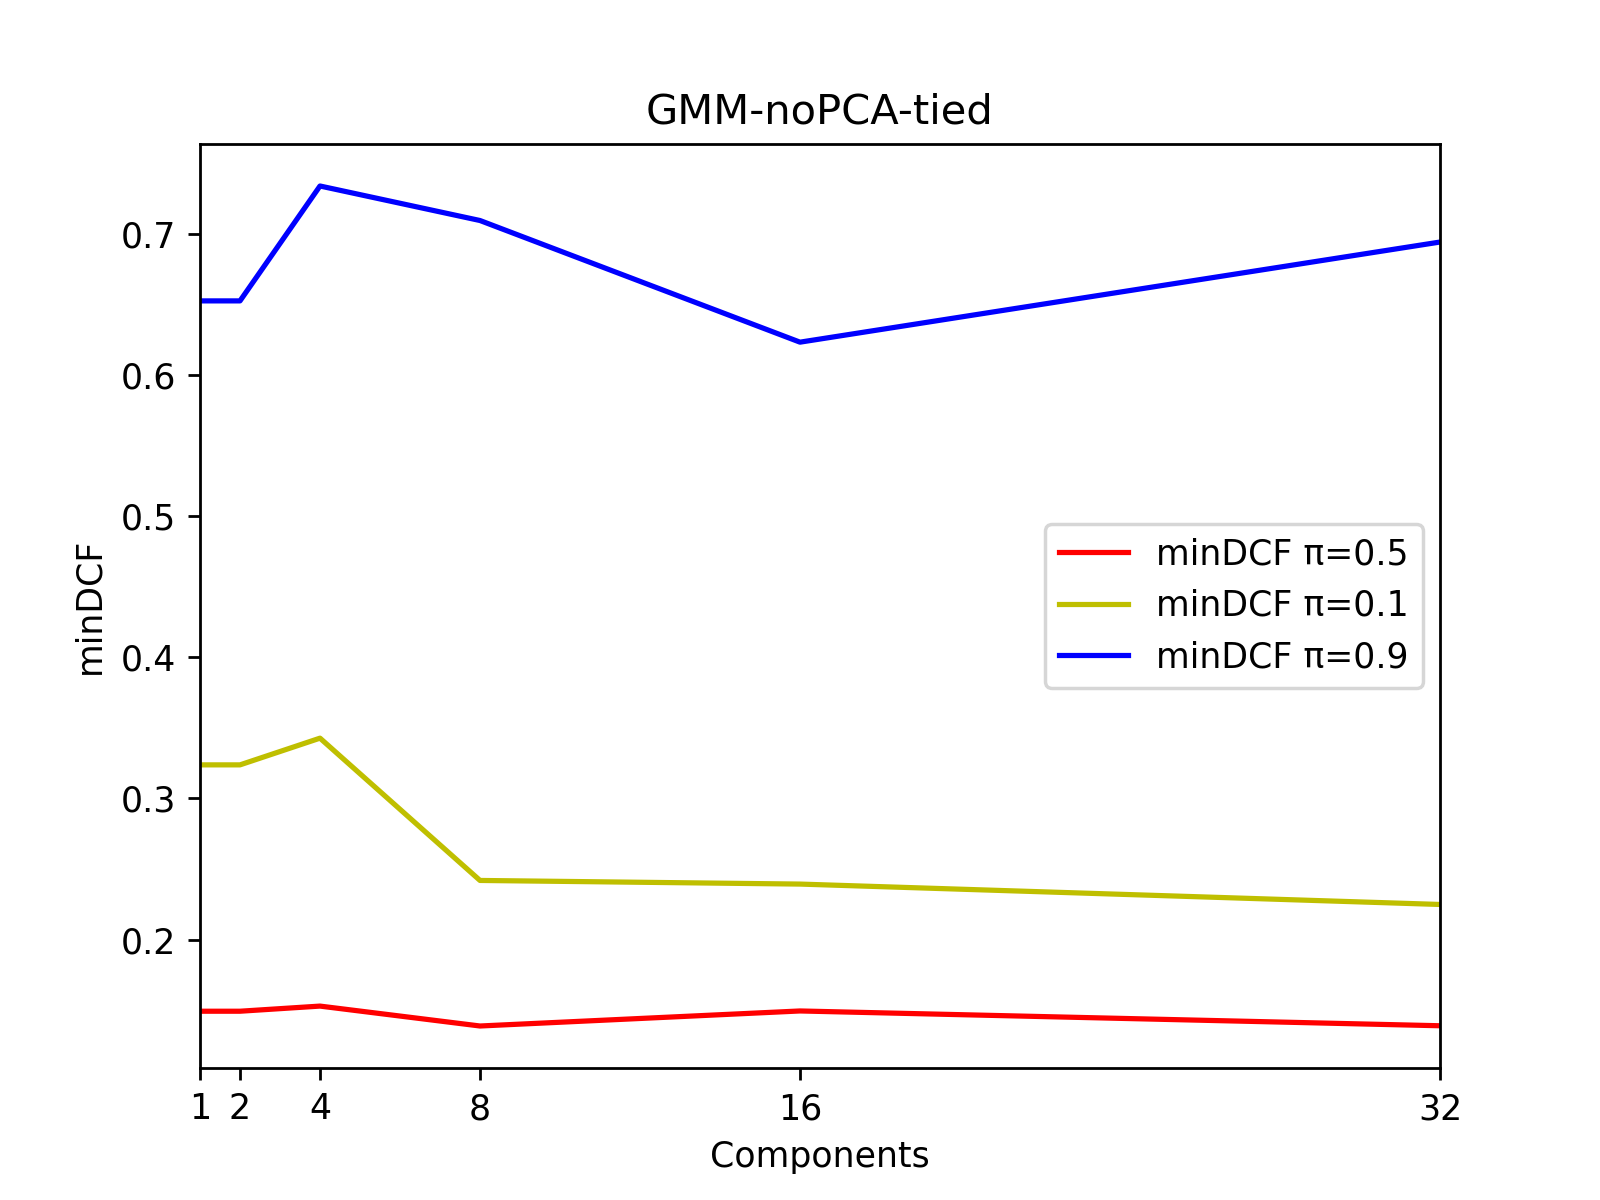 GMM-noPCA-tied
minDCF
0.7
0.6
0.5
0.4
0.3
0.2
minDCF π=0.5
minDCF π=0.1
minDCF π=0.9
1 2 4 8 16 32
Components